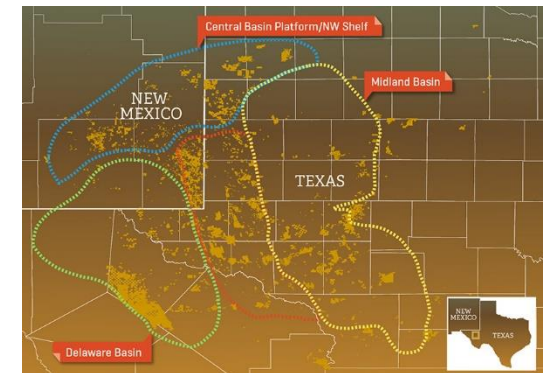 Central Basin Platform/NW Shelf
Midland Basin
NEW
MEXICO
TEXAS
Delaware Basin
NEW
MEXICO
TEXAS